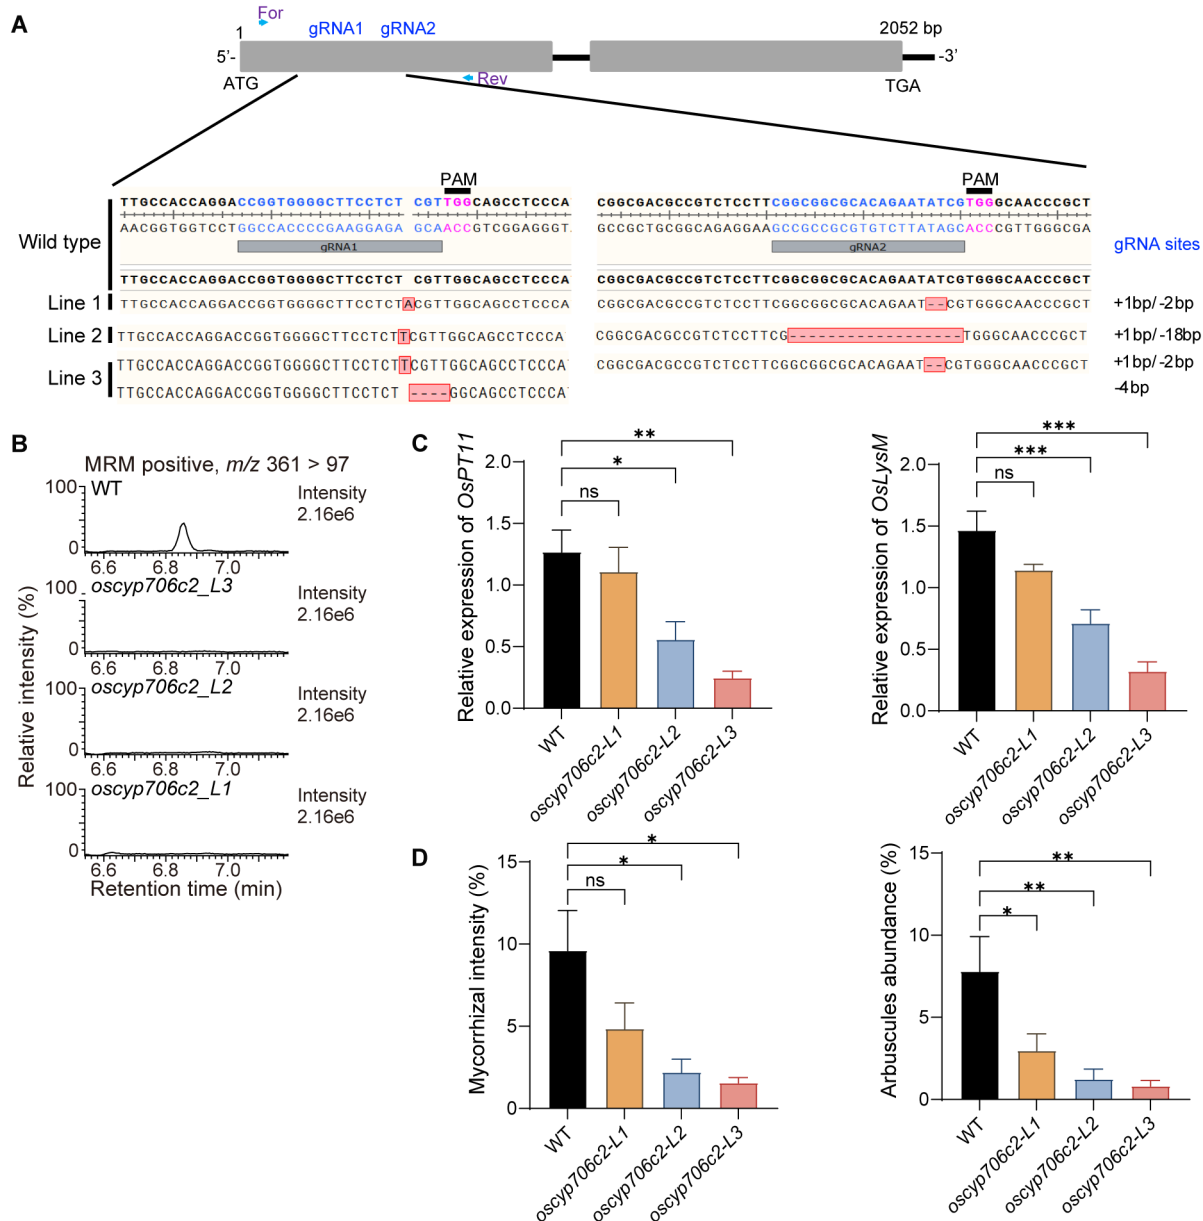 A
For
1
gRNA1 gRNA2
2052 bp
5'-
-3'
ATG
Rev
TGA
PAM
PAM
TTGCCACCAGGACCGGTGGGGCTTCCTCT CGTTGGCAGCCTCCCA
CGGCGACGCCGTCTCCTTCGGCGGCGCACAGAATATCGTGGGCAACCCGCT
AACGGTGGTCCTGGCCACCCCGAAGGAGA GCAACCGTCGGAGGGT
GCCGCTGCGGCAGAGGAAGCCGCCGCGTGTCTTATAGCACCCGTTGGGCGA
Wild type
gRNA1
gRNA2
gRNA sites
TTGCCACCAGGACCGGTGGGGCTTCCTCT CGTTGGCAGCCTCCCA
CGGCGACGCCGTCTCCTTCGGCGGCGCACAGAATATCGTGGGCAACCCGCT
Line 1
TTGCCACCAGGACCGGTGGGGCTTCCTCTACGTTGGCAGCCTCCCA
CGGCGACGCCGTCTCCTTCGGCGGCGCACAGAAT--CGTGGGCAACCCGCT
+1bp/-2bp
Line 2
TTGCCACCAGGACCGGTGGGGCTTCCTCTTCGTTGGCAGCCTCCCA
CGGCGACGCCGTCTCCTTCG------------------TGGGCAACCCGCT
+1bp/-18bp
Line 3
TTGCCACCAGGACCGGTGGGGCTTCCTCTTCGTTGGCAGCCTCCCA
CGGCGACGCCGTCTCCTTCGGCGGCGCACAGAAT--CGTGGGCAACCCGCT
+1bp/-2bp
TTGCCACCAGGACCGGTGGGGCTTCCTCT ----GGCAGCCTCCCA
-4bp
B
MRM positive, m/z 361 > 97
WT
100
0
Intensity
2.16e6
6.6 6.8 7.0
oscyp706c2_L3
100
0
Intensity
2.16e6
6.6 6.8 7.0
oscyp706c2_L2
100
0
Intensity
2.16e6
6.6 6.8 7.0
oscyp706c2_L1
100
0
Intensity
2.16e6
6.6 6.8 7.0
Relative intensity (%)
Retention time (min)
C
Relative expression of OsPT11
2.0
1.5
1.0
0.5
0.0
**
*
ns
WT
oscyp706c2-L1
oscyp706c2-L2
oscyp706c2-L3
Relative expression of OsLysM
2.0
1.5
1.0
0.5
0.0
***
***
ns
WT
oscyp706c2-L1
oscyp706c2-L2
oscyp706c2-L3
D
Mycorrhizal intensity (%)
15
10
5
0
*
*
ns
WT
oscyp706c2-L1
oscyp706c2-L2
oscyp706c2-L3
Arbuscules abundance (%)
15
10
5
0
**
**
*
WT
oscyp706c2-L1
oscyp706c2-L2
oscyp706c2-L3